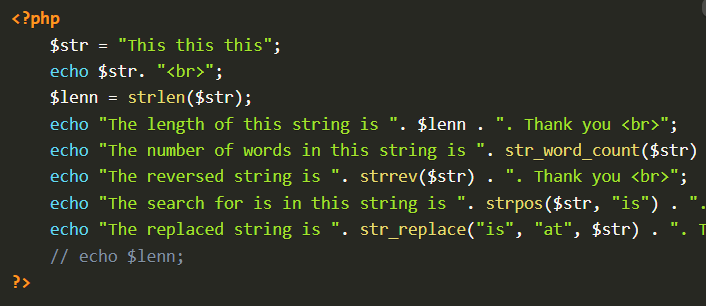 <?php
$str = "This this this";
echo $str. "<br>";
$lenn = strlen($str);
echo "The length of this string is ". $lenn . ". Thank you <br>";
echo "The number of words in this string is ". str_word_count($str)
echo "The reversed string is ". strrev($str) . ". Thank you <br>";
echo "The search for is in this string is ". strpos($str, "is") . ".
echo "The replaced string is ". str_replace("is", "at", $str) . ". T
// echo $lenn;
?>